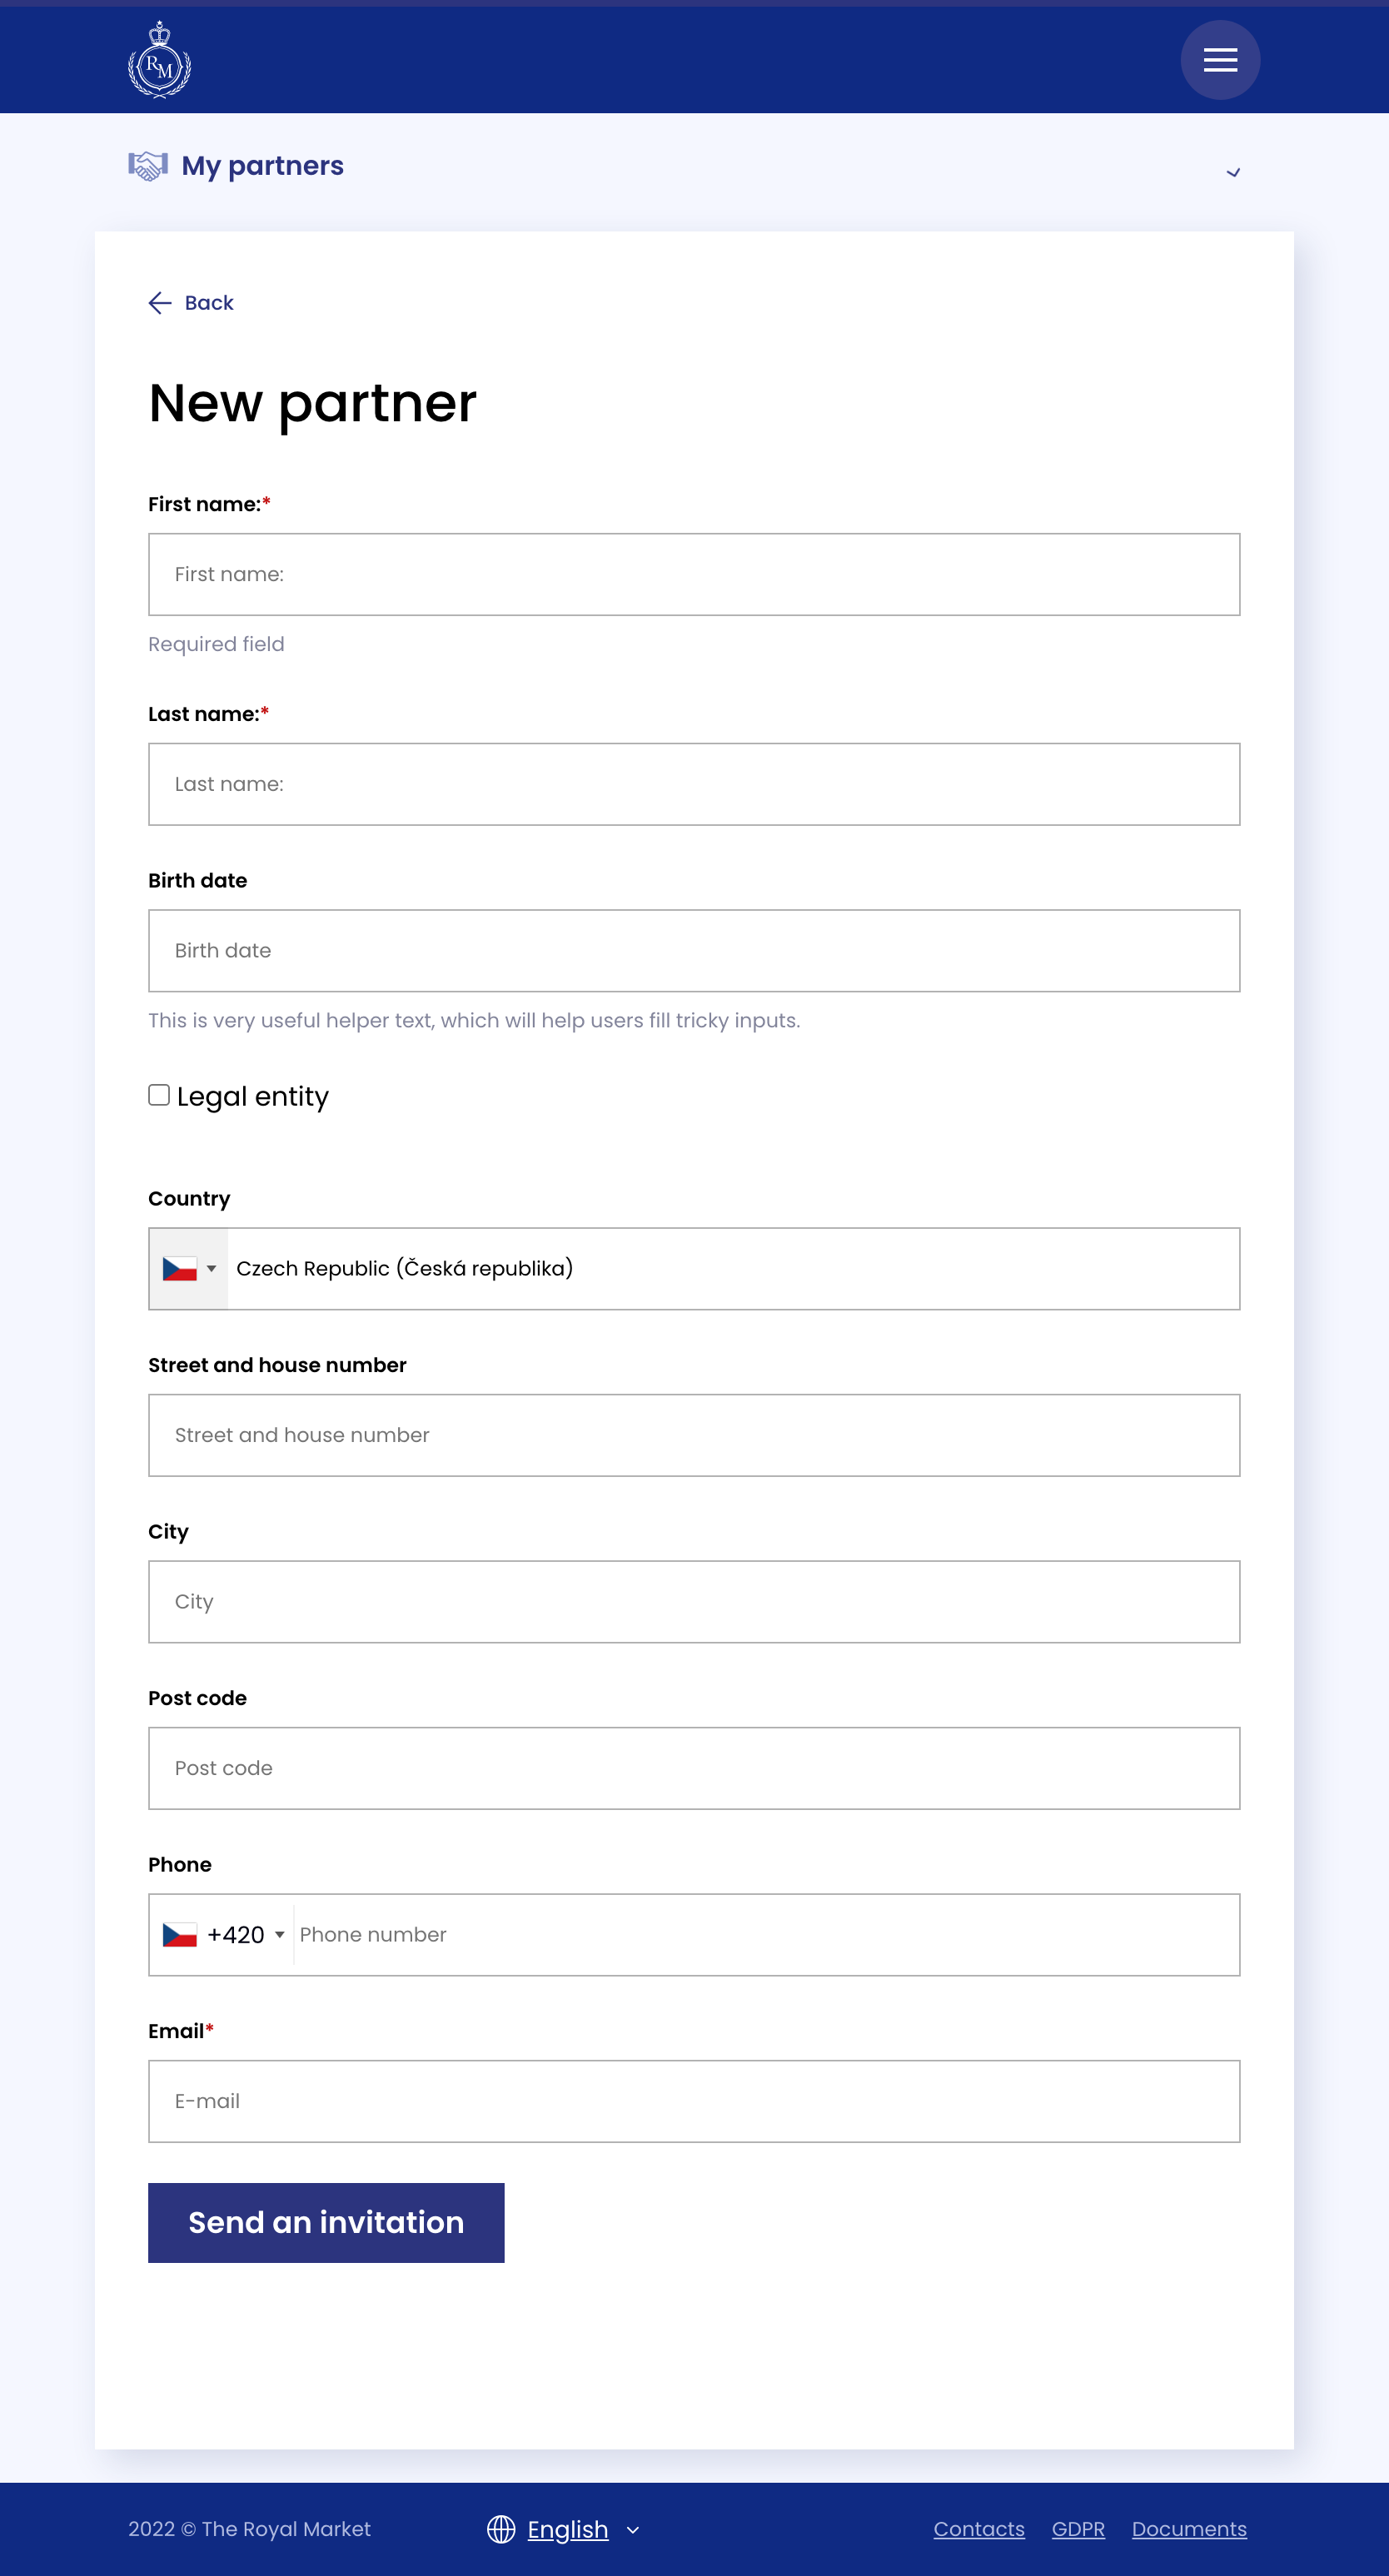 RM
My partners
Back
New partner
First name:*
First name:
Required field
Last name:*
Last name:
Birth date
Birth date
This is very useful helper text, which will help users fill tricky inputs.
Legal entity
Country
Czech Republic (Česká republika)
Street and house number
Street and house number
City
City
Post code
Post code
Phone
+420 Phone number
Email*
E-mail
Send an invitation
2022 © The Royal Market English Contacts GDPR Documents